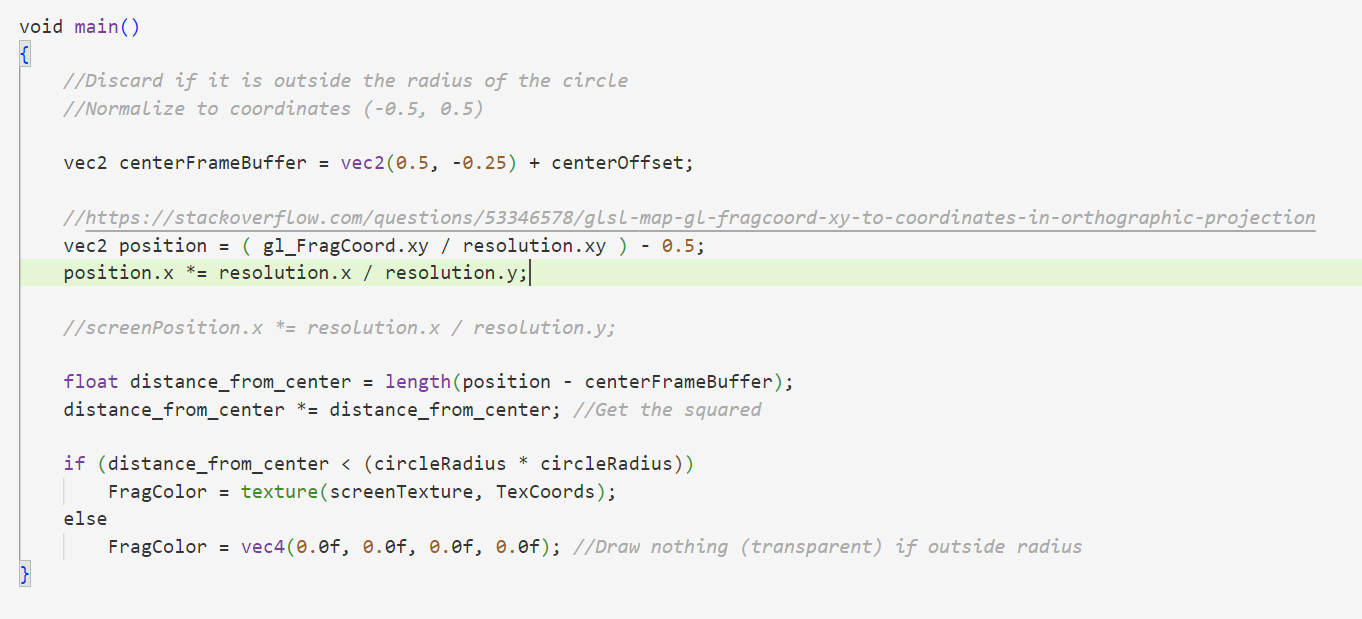 void main()
{
//Discard if it is outside the radius of the circle
//Normalize to coordinates (-0.5, 0.5)
vec2 centerFrameBuffer = vec2(0.5, -0.25) + centerOffset;
//https://stackoverflow.com/questions/53346578/glsl-map-gl-fragcoord-xy-to-coordinates-in-orthographic-projection
vec2 position = ( gl_FragCoord.xy / resolution.xy ) - 0.5;
position.x *= resolution.x / resolution.y;
//screenPosition.x *= resolution.x / resolution.y;
float distance_from_center = length(position - centerFrameBuffer);
distance_from_center *= distance_from_center; //Get the squared
if (distance_from_center < (circleRadius * circleRadius))
FragColor = texture(screenTexture, TexCoords);
else
FragColor = vec4(0.0f, 0.0f, 0.0f, 0.0f); //Draw nothing (transparent) if outside radius
}